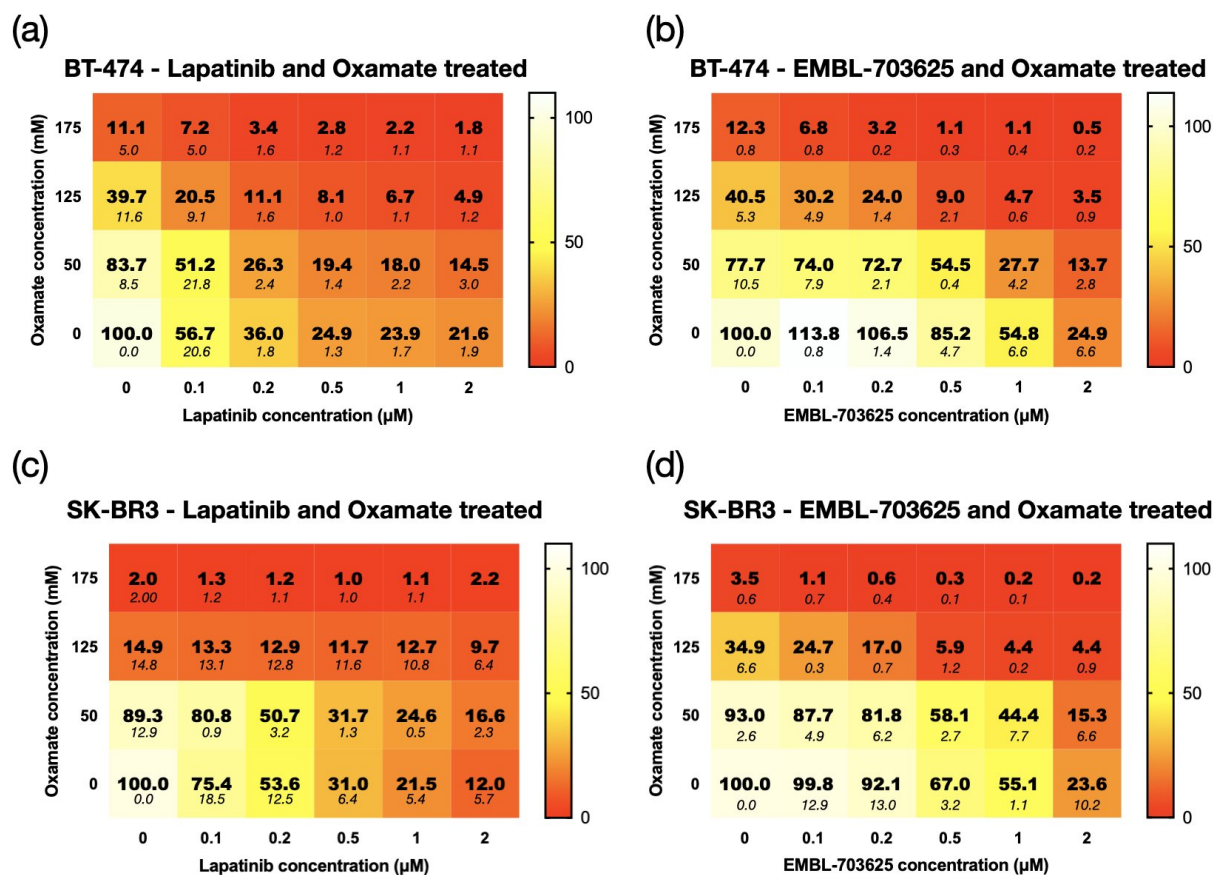 (a)
BT-474 - Lapatinib and Oxamate treated
Oxamate concentration (mM)
175 11.1 7.2 3.4 2.8 2.2 1.8
5.0 5.0 1.6 1.2 1.1 1.1
125 39.7 20.5 11.1 8.1 6.7 4.9
11.6 9.1 1.6 1.0 1.1 1.2
50 83.7 51.2 26.3 19.4 18.0 14.5
8.5 21.8 2.4 1.4 2.2 3.0
0 100.0 56.7 36.0 24.9 23.9 21.6
0.0 20.6 1.8 1.3 1.7 1.9
0 0.1 0.2 0.5 1 2
Lapatinib concentration (µM)
100
50
0
(b)
BT-474 - EMBL-703625 and Oxamate treated
Oxamate concentration (mM)
175 12.3 6.8 3.2 1.1 1.1 0.5
0.8 0.8 0.2 0.3 0.4 0.2
125 40.5 30.2 24.0 9.0 4.7 3.5
5.3 4.9 1.4 2.1 0.6 0.9
50 77.7 74.0 72.7 54.5 27.7 13.7
10.5 7.9 2.1 0.4 4.2 2.8
0 100.0 113.8 106.5 85.2 54.8 24.9
0.0 0.8 1.4 4.7 6.6 6.6
0 0.1 0.2 0.5 1 2
EMBL-703625 concentration (µM)
100
50
0
(c)
SK-BR3 - Lapatinib and Oxamate treated
Oxamate concentration (mM)
175 2.0 1.3 1.2 1.0 1.1 2.2
2.00 1.2 1.1 1.0 1.1
125 14.9 13.3 12.9 11.7 12.7 9.7
14.8 13.1 12.8 11.6 10.8 6.4
50 89.3 80.8 50.7 31.7 24.6 16.6
12.9 0.9 3.2 1.3 0.5 2.3
0 100.0 75.4 53.6 31.0 21.5 12.0
0.0 18.5 12.5 6.4 5.4 5.7
0 0.1 0.2 0.5 1 2
Lapatinib concentration (µM)
100
50
0
(d)
SK-BR3 - EMBL-703625 and Oxamate treated
Oxamate concentration (mM)
175 3.5 1.1 0.6 0.3 0.2 0.2
0.6 0.7 0.4 0.1 0.1
125 34.9 24.7 17.0 5.9 4.4 4.4
6.6 0.3 0.7 1.2 0.2 0.9
50 93.0 87.7 81.8 58.1 44.4 15.3
2.6 4.9 6.2 2.7 7.7 6.6
0 100.0 99.8 92.1 67.0 55.1 23.6
0.0 12.9 13.0 3.2 1.1 10.2
0 0.1 0.2 0.5 1 2
EMBL-703625 concentration (µM)
100
50
0